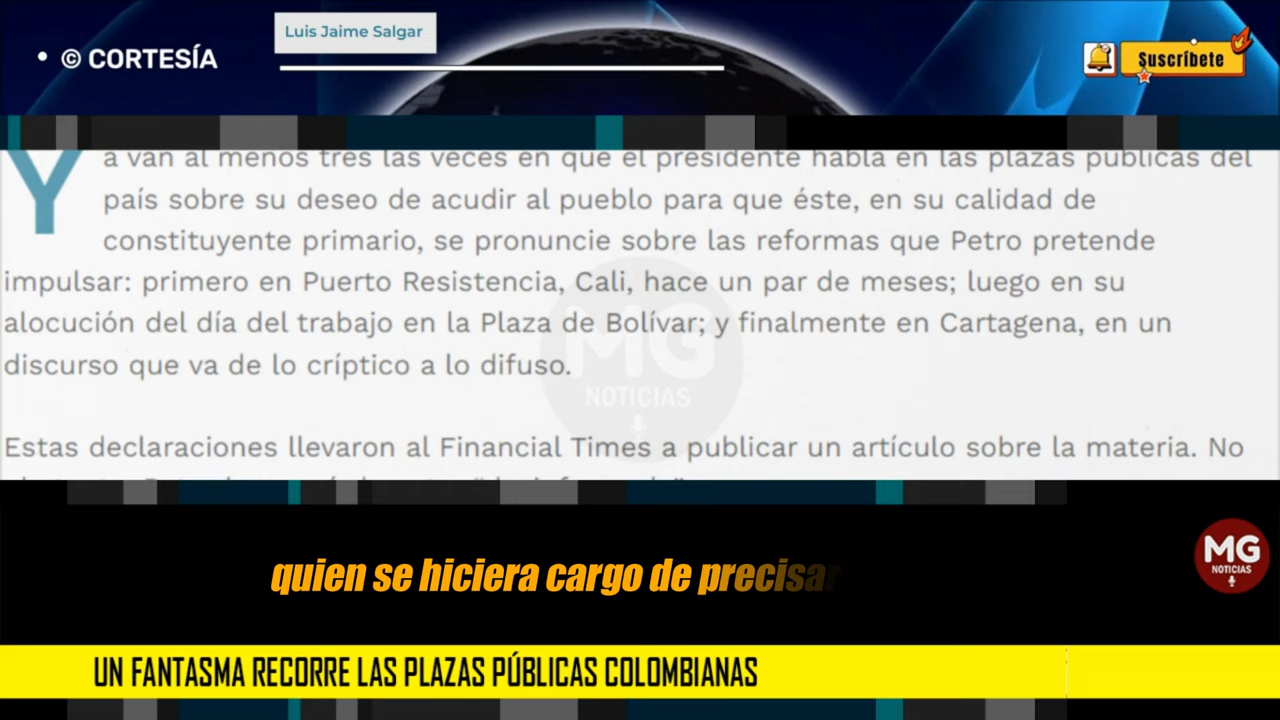 Luis Jaime Salgar
• © CORTESÍA
Suscríbete
Y
a van al menos tres las veces en que el presidente habla en las plazas públicas del
país sobre su deseo de acudir al pueblo para que éste, en su calidad de
constituyente primario, se pronuncie sobre las reformas que Petro pretende
impulsar: primero en Puerto Resistencia, Cali, hace un par de meses; luego en su
alocución del día del trabajo en la Plaza de Bolívar; y finalmente en Cartagena, en un
discurso que va de lo críptico a lo difuso.
MG
NOTICIAS
Estas declaraciones llevaron al Financial Times a publicar un artículo sobre la materia. No
quien se hiciera cargo de precisar
MG
NOTICIAS
UN FANTASMA RECORRE LAS PLAZAS PÚBLICAS COLOMBIANAS